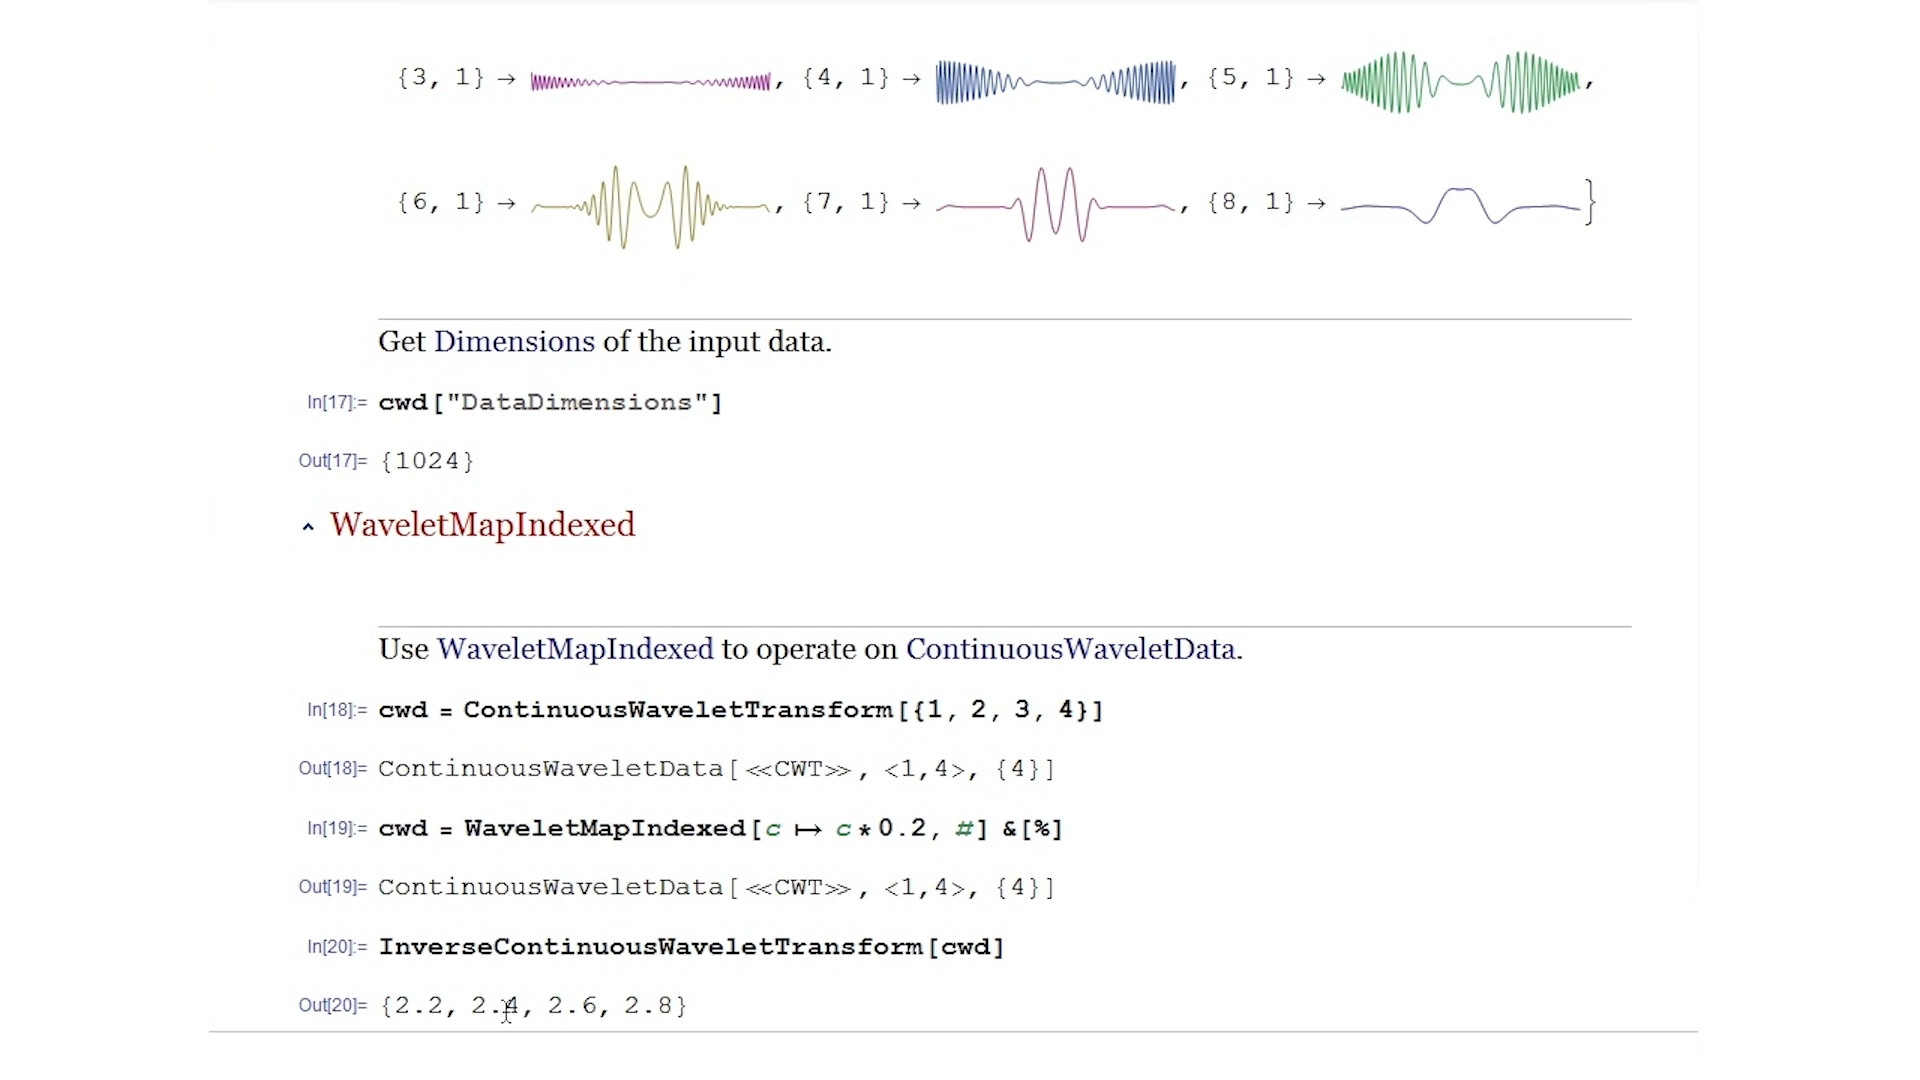 {3, 1} → , {4, 1} → , {5, 1} → ,
{6, 1} → , {7, 1} → , {8, 1} → }
Get Dimensions of the input data.
In[17]:= cwd["DataDimensions"]
Out[17]= {1024}
WaveletMapIndexed
Use WaveletMapIndexed to operate on ContinuousWaveletData.
In[18]:= cwd = ContinuousWaveletTransform[{1, 2, 3, 4}]
Out[18]= ContinuousWaveletData[≪CWT≫, <1,4>, {4}]
In[19]:= cwd = WaveletMapIndexed[c ↦ c*0.2, #] &[%]
Out[19]= ContinuousWaveletData[≪CWT≫, <1,4>, {4}]
In[20]:= InverseContinuousWaveletTransform[cwd]
Out[20]= {2.2, 2.4, 2.6, 2.8}